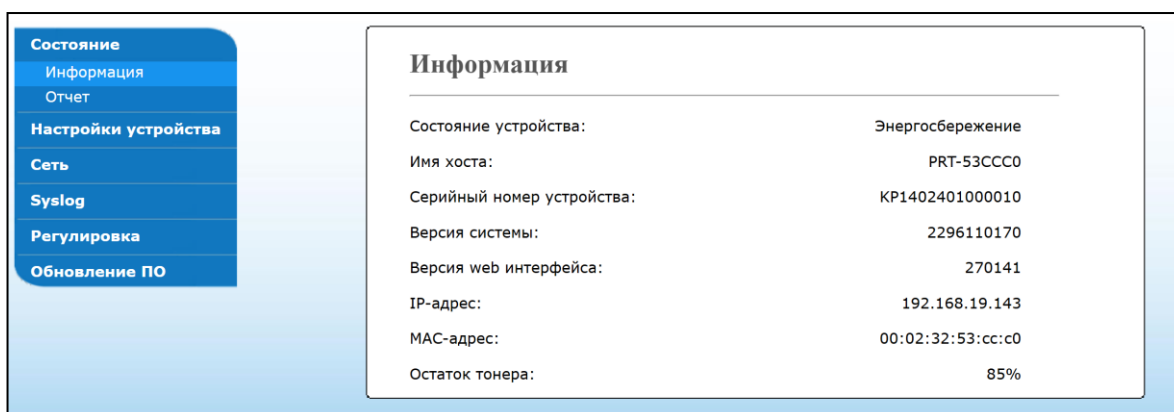 Состояние
Информация
Отчет
Настройки устройства
Сеть
Syslog
Регулировка
Обновление ПО
Информация
Состояние устройства: Энергосбережение
Имя хоста: PRT-53CCC0
Серийный номер устройства: KP1402401000010
Версия системы: 2296110170
Версия web интерфейса: 270141
IP-адрес: 192.168.19.143
MAC-адрес: 00:02:32:53:cc:c0
Остаток тонера: 85%